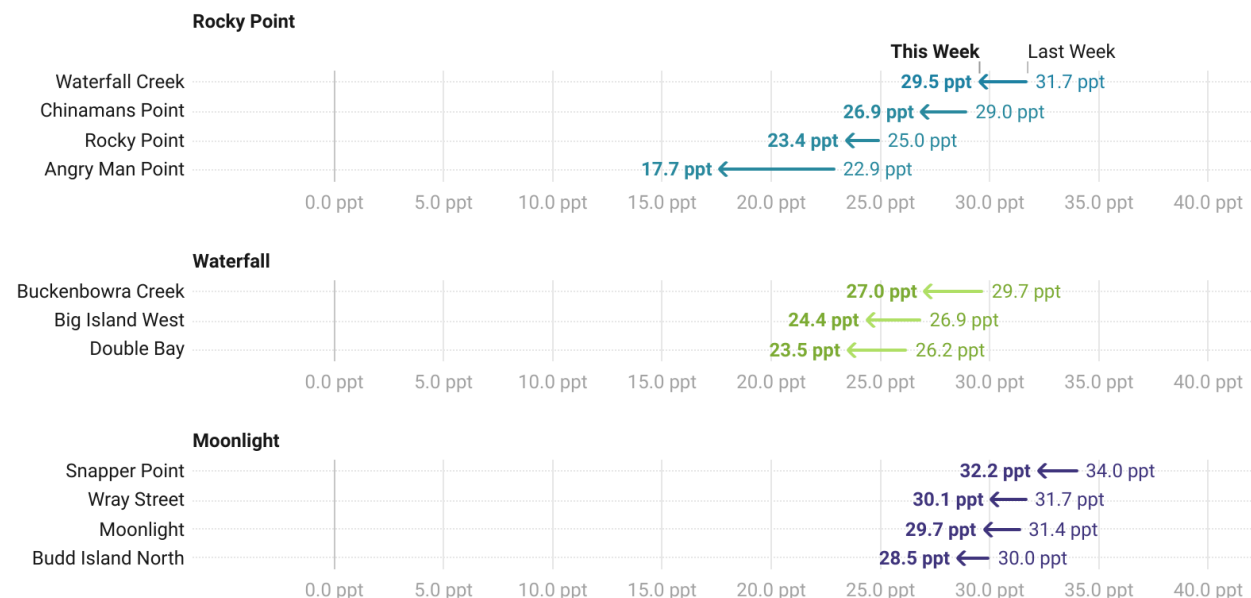 Rocky Point
This Week Last Week
Waterfall Creek 29.5 ppt 31.7 ppt
Chinamans Point 26.9 ppt 29.0 ppt
Rocky Point 23.4 ppt 25.0 ppt
Angry Man Point 17.7 ppt 22.9 ppt
0.0 ppt 5.0 ppt 10.0 ppt 15.0 ppt 20.0 ppt 25.0 ppt 30.0 ppt 35.0 ppt 40.0 ppt
Waterfall
Buckenbowra Creek 27.0 ppt 29.7 ppt
Big Island West 24.4 ppt 26.9 ppt
Double Bay 23.5 ppt 26.2 ppt
0.0 ppt 5.0 ppt 10.0 ppt 15.0 ppt 20.0 ppt 25.0 ppt 30.0 ppt 35.0 ppt 40.0 ppt
Moonlight
Snapper Point 32.2 ppt 34.0 ppt
Wray Street 30.1 ppt 31.7 ppt
Moonlight 29.7 ppt 31.4 ppt
Budd Island North 28.5 ppt 30.0 ppt
0.0 ppt 5.0 ppt 10.0 ppt 15.0 ppt 20.0 ppt 25.0 ppt 30.0 ppt 35.0 ppt 40.0 ppt